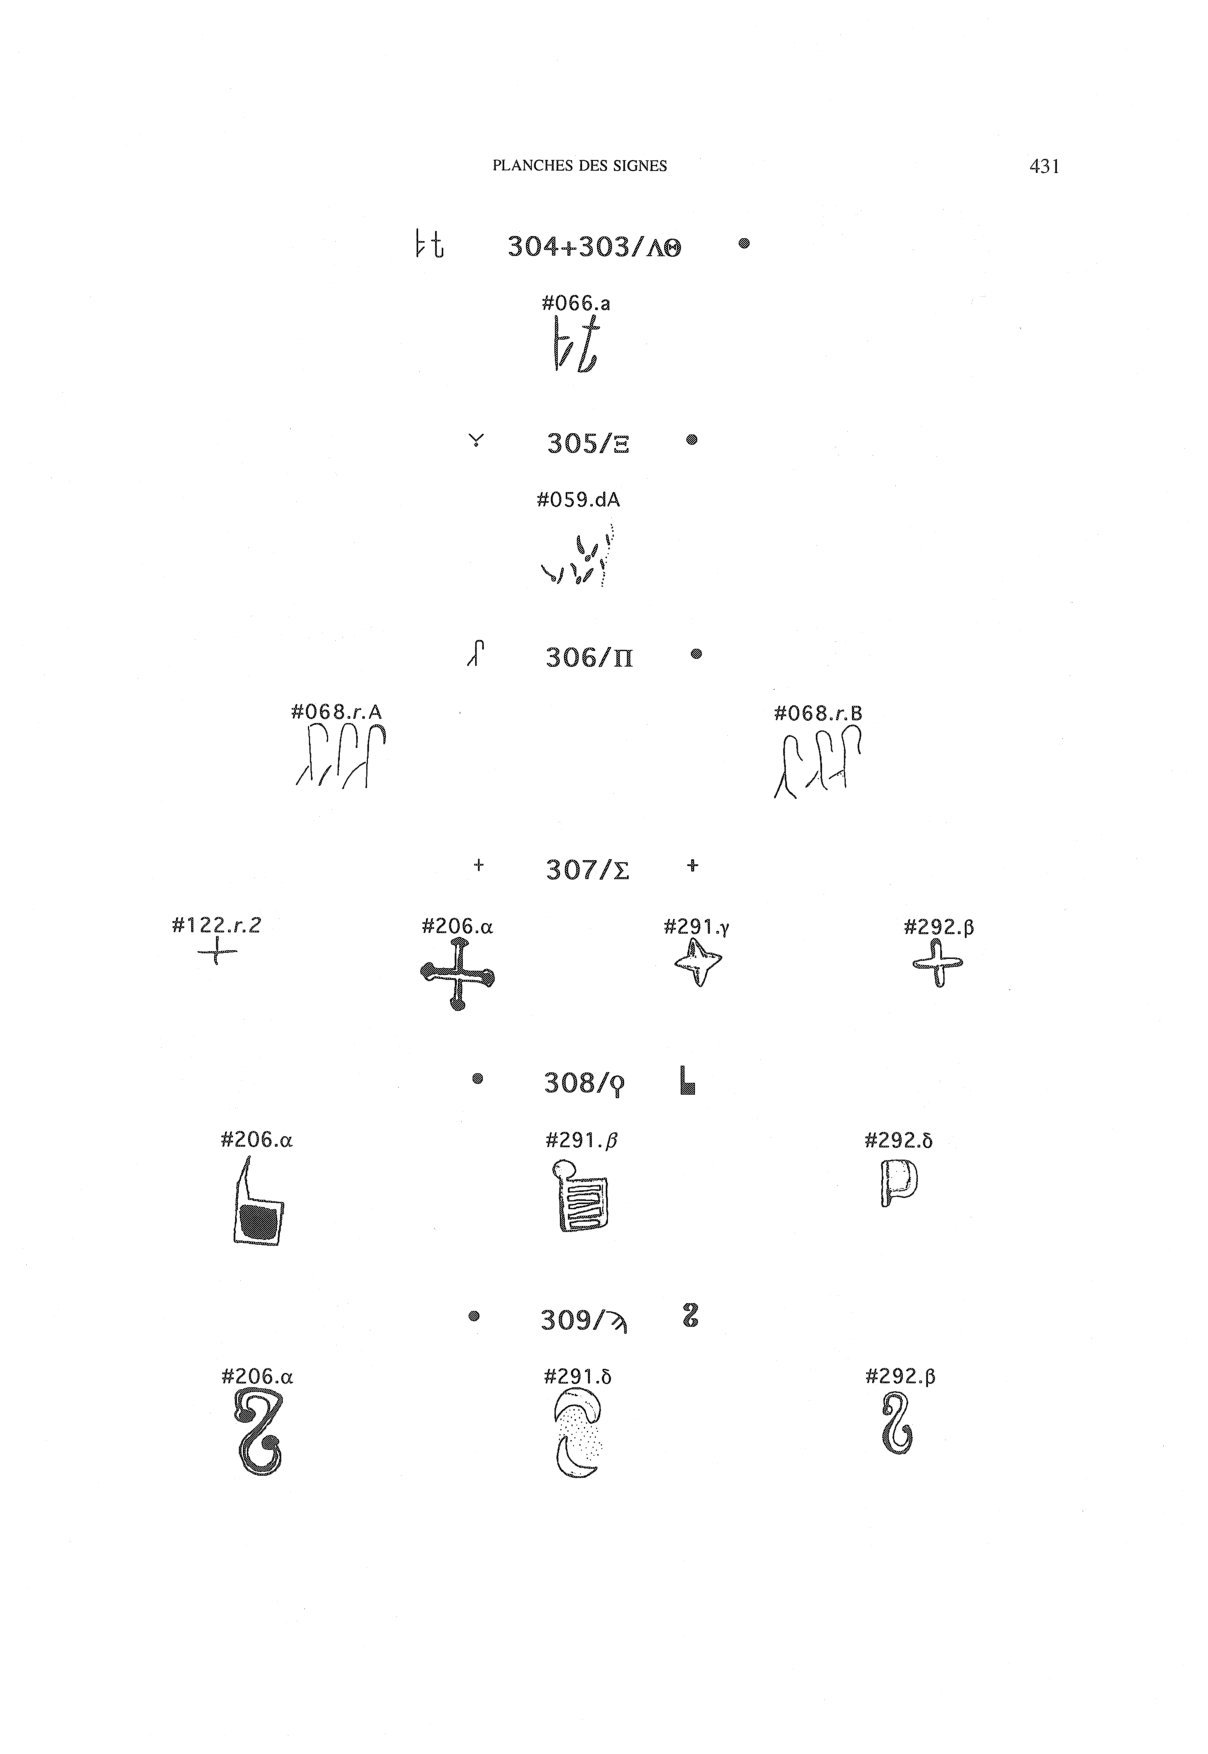 PLANCHES DES SIGNES 431
304+303/ΛΘ •
#066.a
305/Ξ •
#059.dA
306/Π •
#068.r.A #068.r.B
307/Σ
#122.r.2 #206.α #291.γ #292.β
• 308/ϙ
#206.α #291.β #292.δ
• 309/ϡ
#206.α #291.δ #292.β